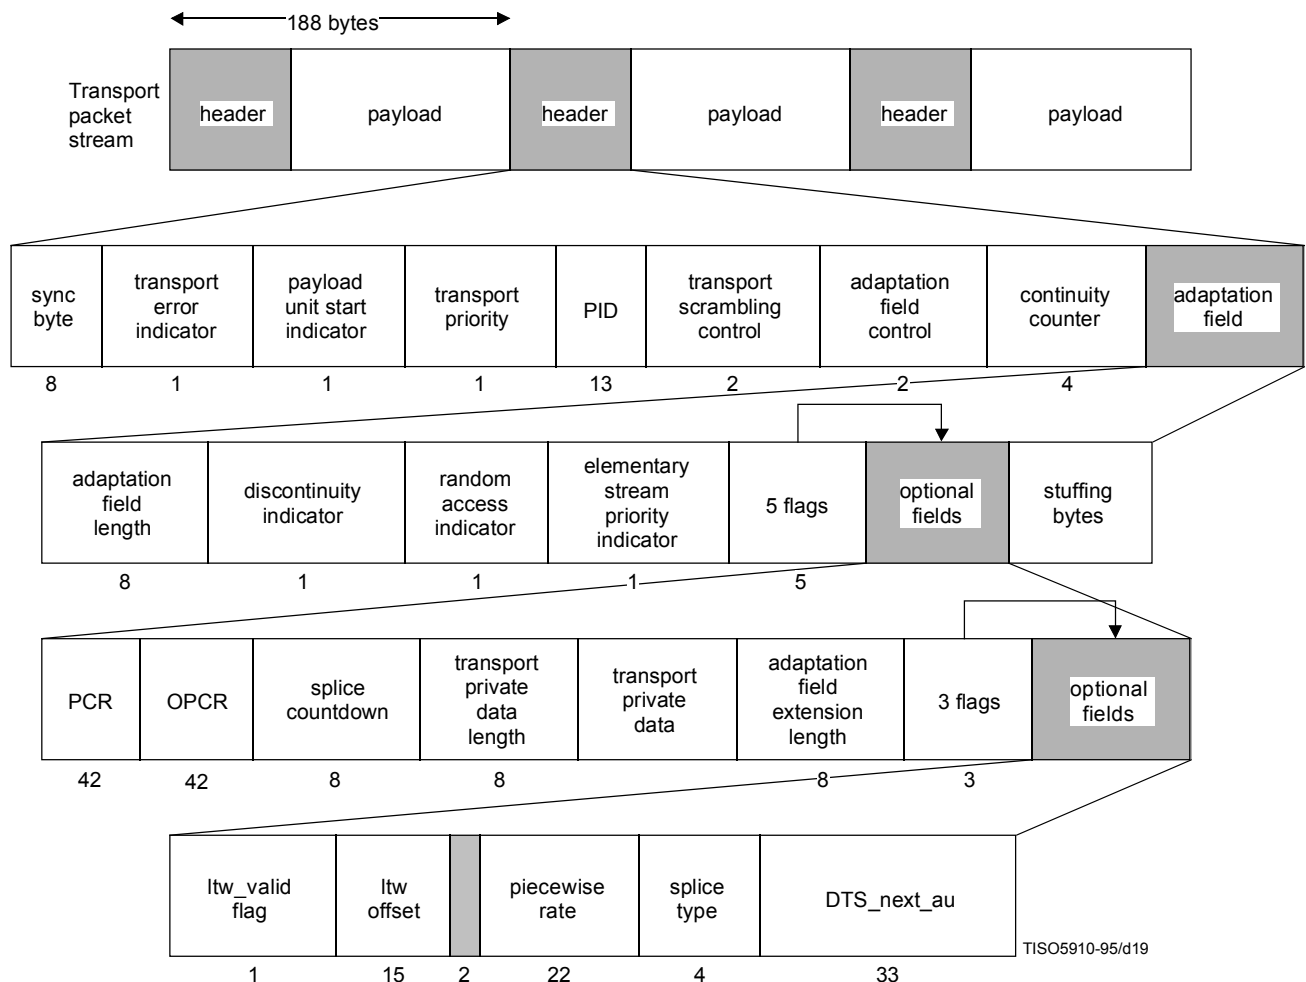 188 bytes
Transport
packet
stream
header
payload
header
payload
header
payload
sync
byte
transport
error
indicator
payload
unit start
indicator
transport
priority
PID
transport
scrambling
control
adaptation
field
control
continuity
counter
adaptation
field
8
1
1
1
13
2
2
4
adaptation
field
length
discontinuity
indicator
random
access
indicator
elementary
stream
priority
indicator
5 flags
optional
fields
stuffing
bytes
8
1
1
1
5
PCR
OPCR
splice
countdown
transport
private
data
length
transport
private
data
adaptation
field
extension
length
3 flags
optional
fields
42
42
8
8
8
3
ltw_valid
flag
ltw
offset
piecewise
rate
splice
type
DTS_next_au
TISO5910-95/d19
1
15
2
22
4
33